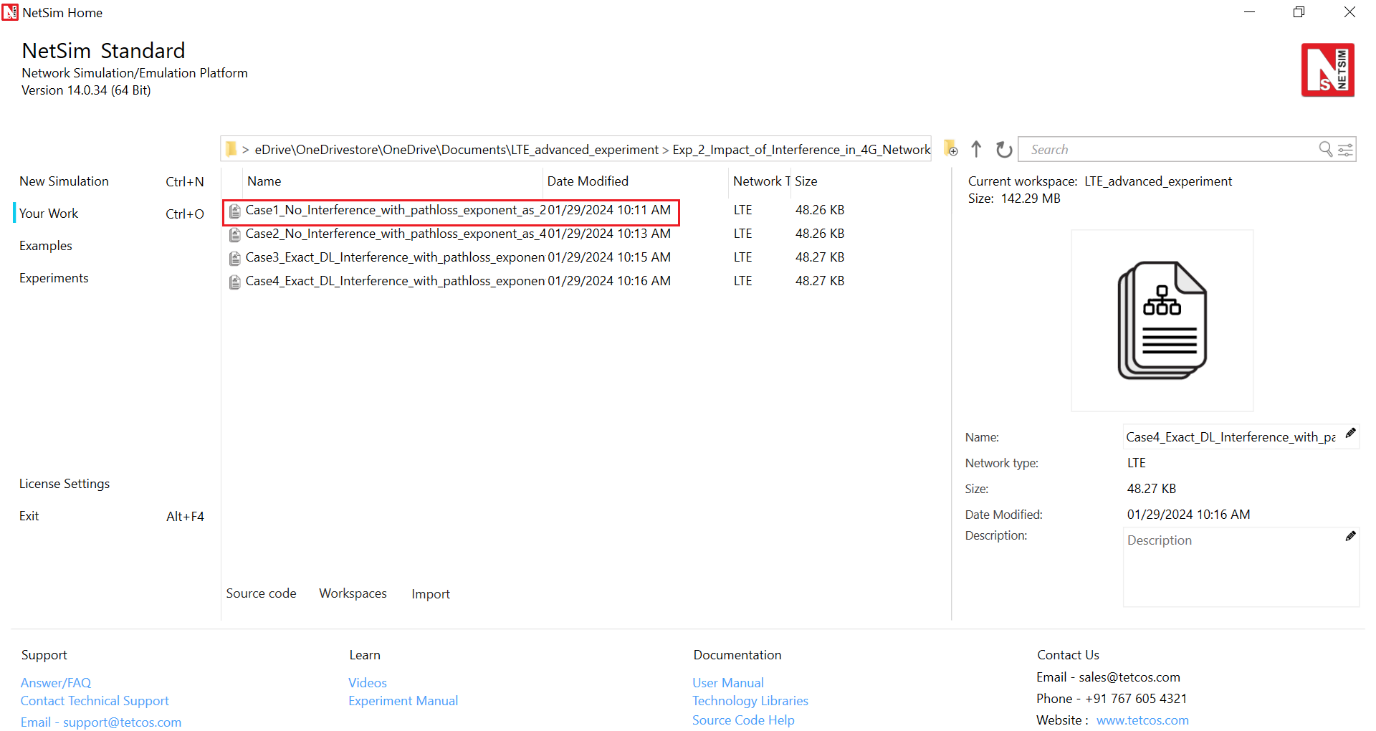 NetSim Home
NetSim Standard
Network Simulation/Emulation Platform
Version 14.0.34 (64 Bit)
NETSIM
> eDrive\OneDrivestore\OneDrive\Documents\LTE_advanced_experiment > Exp_2_Impact_of_Interference_in_4G_Network
Search
New Simulation Ctrl+N
Your Work Ctrl+O
Examples
Experiments
License Settings
Exit Alt+F4
Name Date Modified Network T Size
Case1_No_Interference_with_pathloss_exponent_as_2 01/29/2024 10:11 AM LTE 48.26 KB
Case2_No_Interference_with_pathloss_exponent_as_4 01/29/2024 10:13 AM LTE 48.26 KB
Case3_Exact_DL_Interference_with_pathloss_exponen 01/29/2024 10:15 AM LTE 48.27 KB
Case4_Exact_DL_Interference_with_pathloss_exponen 01/29/2024 10:16 AM LTE 48.27 KB
Source code Workspaces Import
Current workspace: LTE_advanced_experiment
Size: 142.29 MB
Name: Case4_Exact_DL_Interference_with_pa
Network type: LTE
Size: 48.27 KB
Date Modified: 01/29/2024 10:16 AM
Description: Description
Support
Answer/FAQ
Contact Technical Support
Email - support@tetcos.com
Learn
Videos
Experiment Manual
Documentation
User Manual
Technology Libraries
Source Code Help
Contact Us
Email - sales@tetcos.com
Phone - +91 767 605 4321
Website : www.tetcos.com